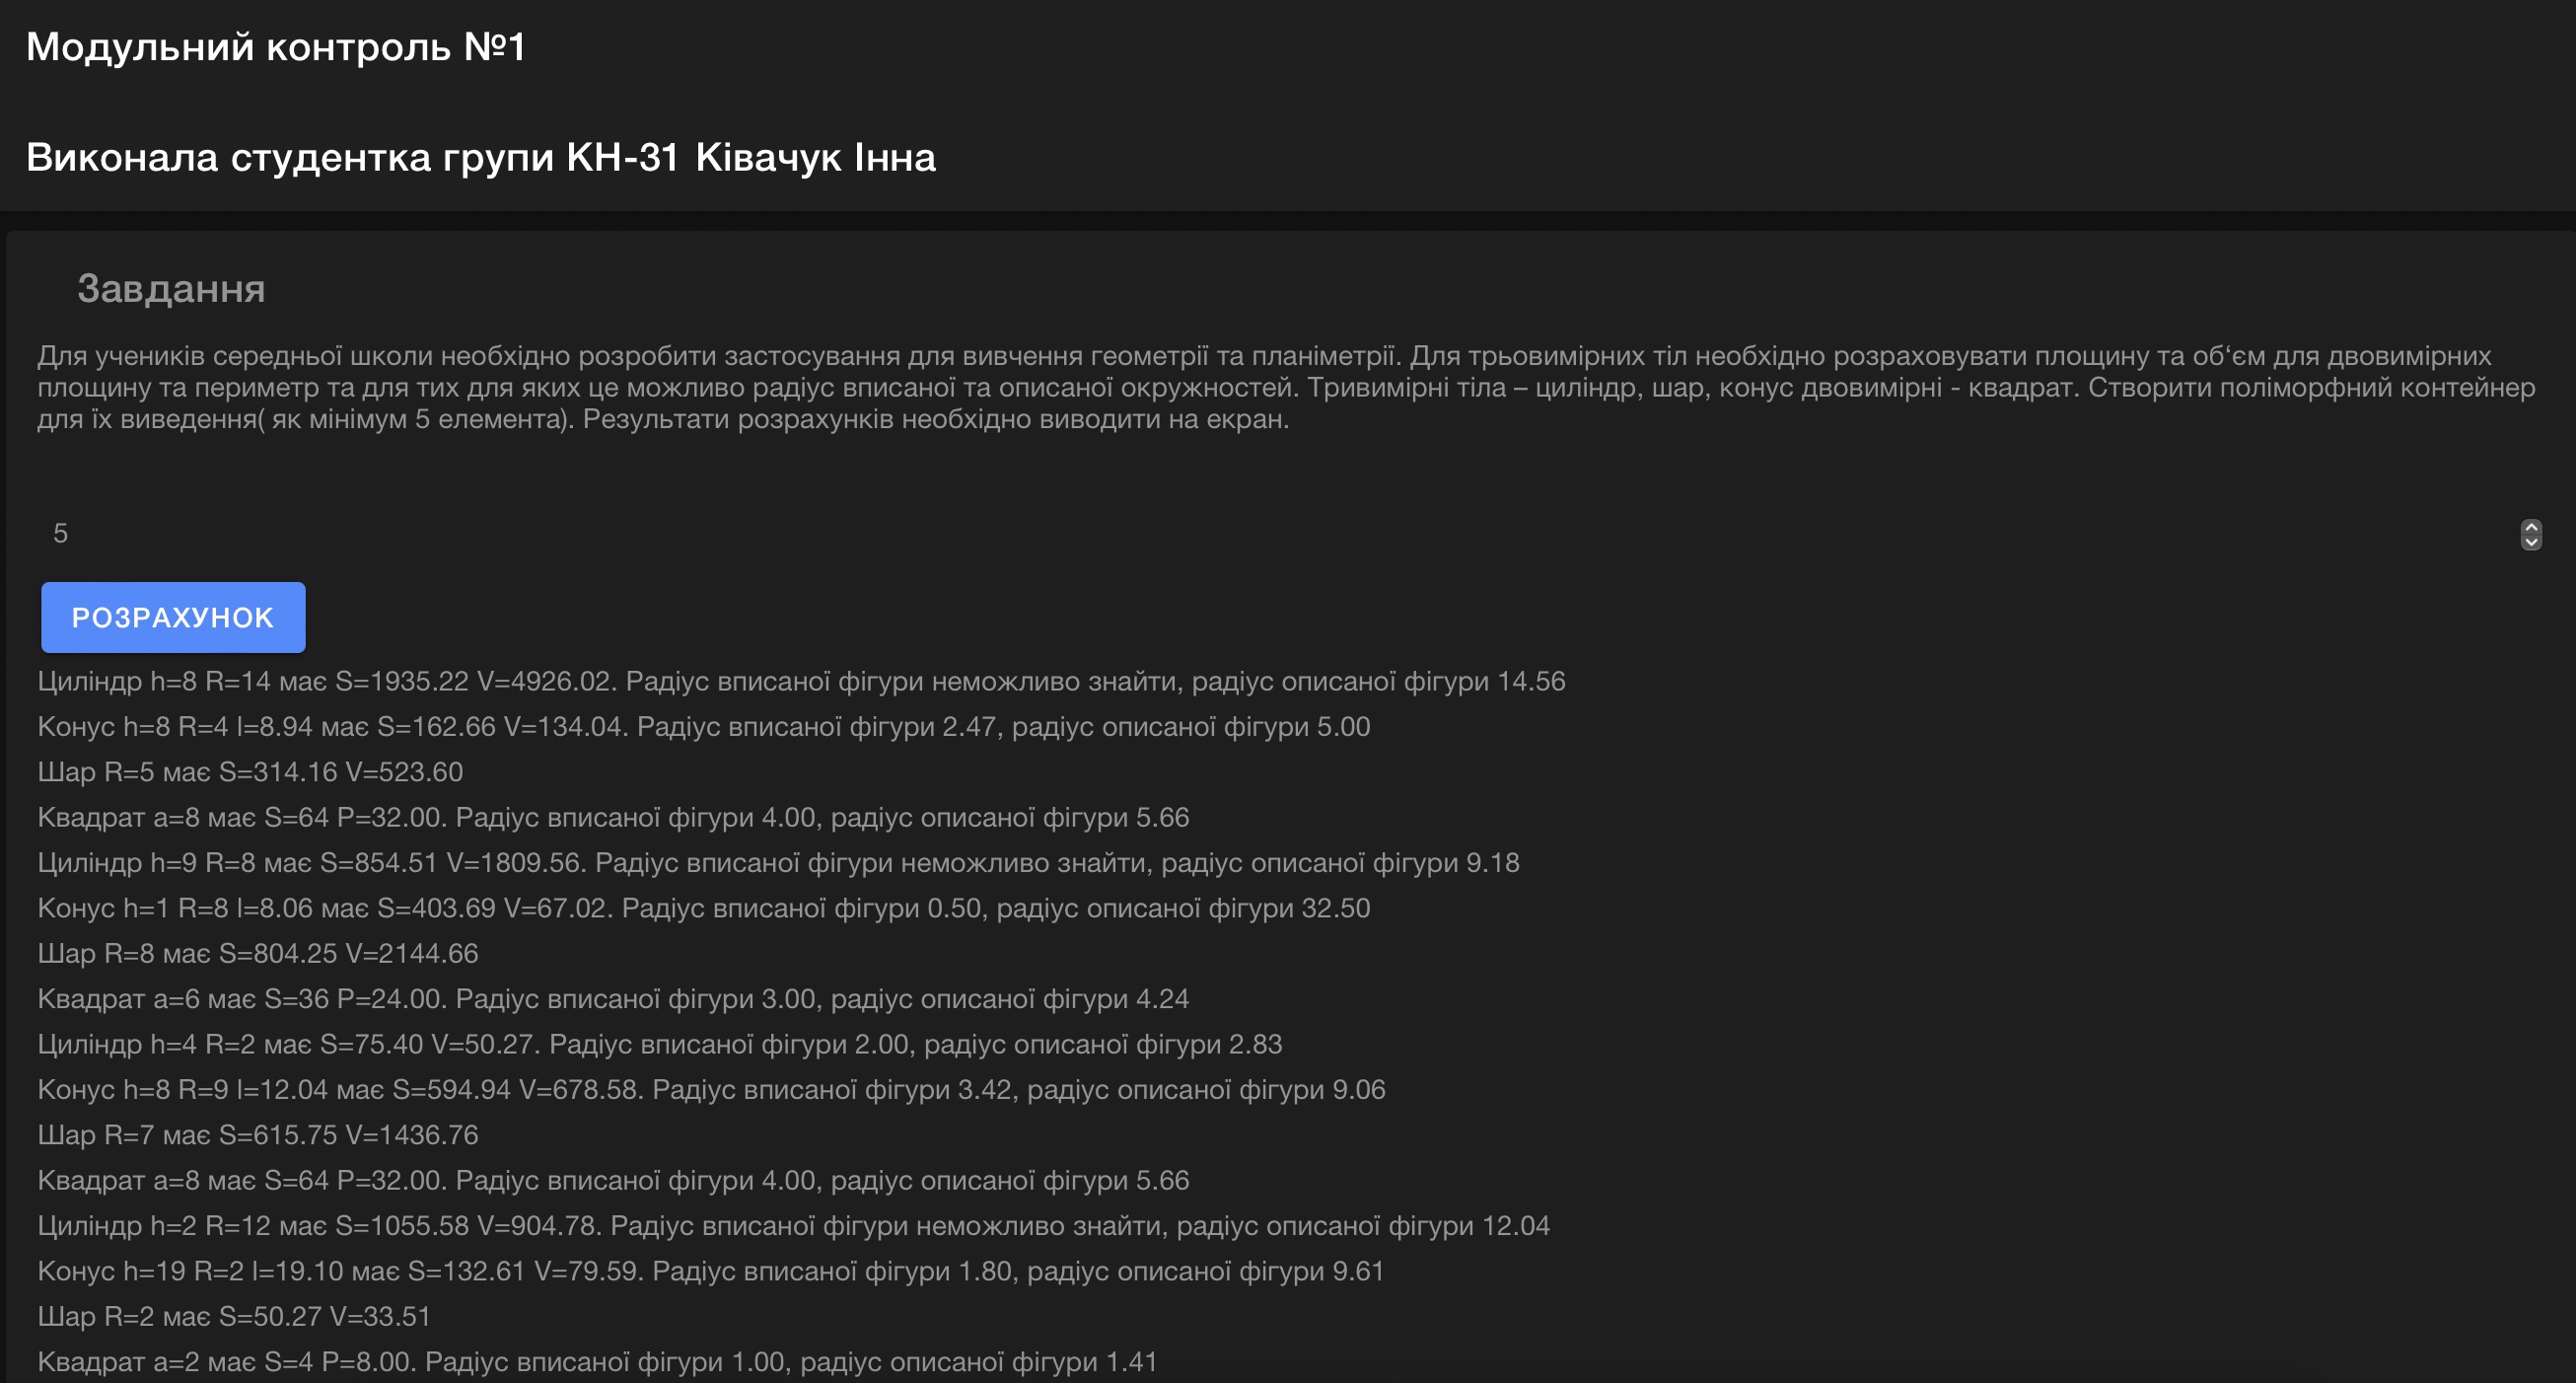 Модульний контроль №1
Виконала студентка групи КН-31 Ківачук Інна
Завдання
Для учеників середньої школи необхідно розробити застосування для вивчення геометрії та планіметрії. Для трьовимірних тіл необхідно розраховувати площину та об‘єм для двовимірних
площину та периметр та для тих для яких це можливо радіус вписаної та описаної окружностей. Тривимірні тіла – циліндр, шар, конус двовимірні - квадрат. Створити поліморфний контейнер
для їх виведення( як мінімум 5 елемента). Результати розрахунків необхідно виводити на екран.
5
РОЗРАХУНОК
Циліндр h=8 R=14 має S=1935.22 V=4926.02. Радіус вписаної фігури неможливо знайти, радіус описаної фігури 14.56
Конус h=8 R=4 l=8.94 має S=162.66 V=134.04. Радіус вписаної фігури 2.47, радіус описаної фігури 5.00
Шар R=5 має S=314.16 V=523.60
Квадрат a=8 має S=64 P=32.00. Радіус вписаної фігури 4.00, радіус описаної фігури 5.66
Циліндр h=9 R=8 має S=854.51 V=1809.56. Радіус вписаної фігури неможливо знайти, радіус описаної фігури 9.18
Конус h=1 R=8 l=8.06 має S=403.69 V=67.02. Радіус вписаної фігури 0.50, радіус описаної фігури 32.50
Шар R=8 має S=804.25 V=2144.66
Квадрат a=6 має S=36 P=24.00. Радіус вписаної фігури 3.00, радіус описаної фігури 4.24
Циліндр h=4 R=2 має S=75.40 V=50.27. Радіус вписаної фігури 2.00, радіус описаної фігури 2.83
Конус h=8 R=9 l=12.04 має S=594.94 V=678.58. Радіус вписаної фігури 3.42, радіус описаної фігури 9.06
Шар R=7 має S=615.75 V=1436.76
Квадрат a=8 має S=64 P=32.00. Радіус вписаної фігури 4.00, радіус описаної фігури 5.66
Циліндр h=2 R=12 має S=1055.58 V=904.78. Радіус вписаної фігури неможливо знайти, радіус описаної фігури 12.04
Конус h=19 R=2 l=19.10 має S=132.61 V=79.59. Радіус вписаної фігури 1.80, радіус описаної фігури 9.61
Шар R=2 має S=50.27 V=33.51
Квадрат a=2 має S=4 P=8.00. Радіус вписаної фігури 1.00, радіус описаної фігури 1.41